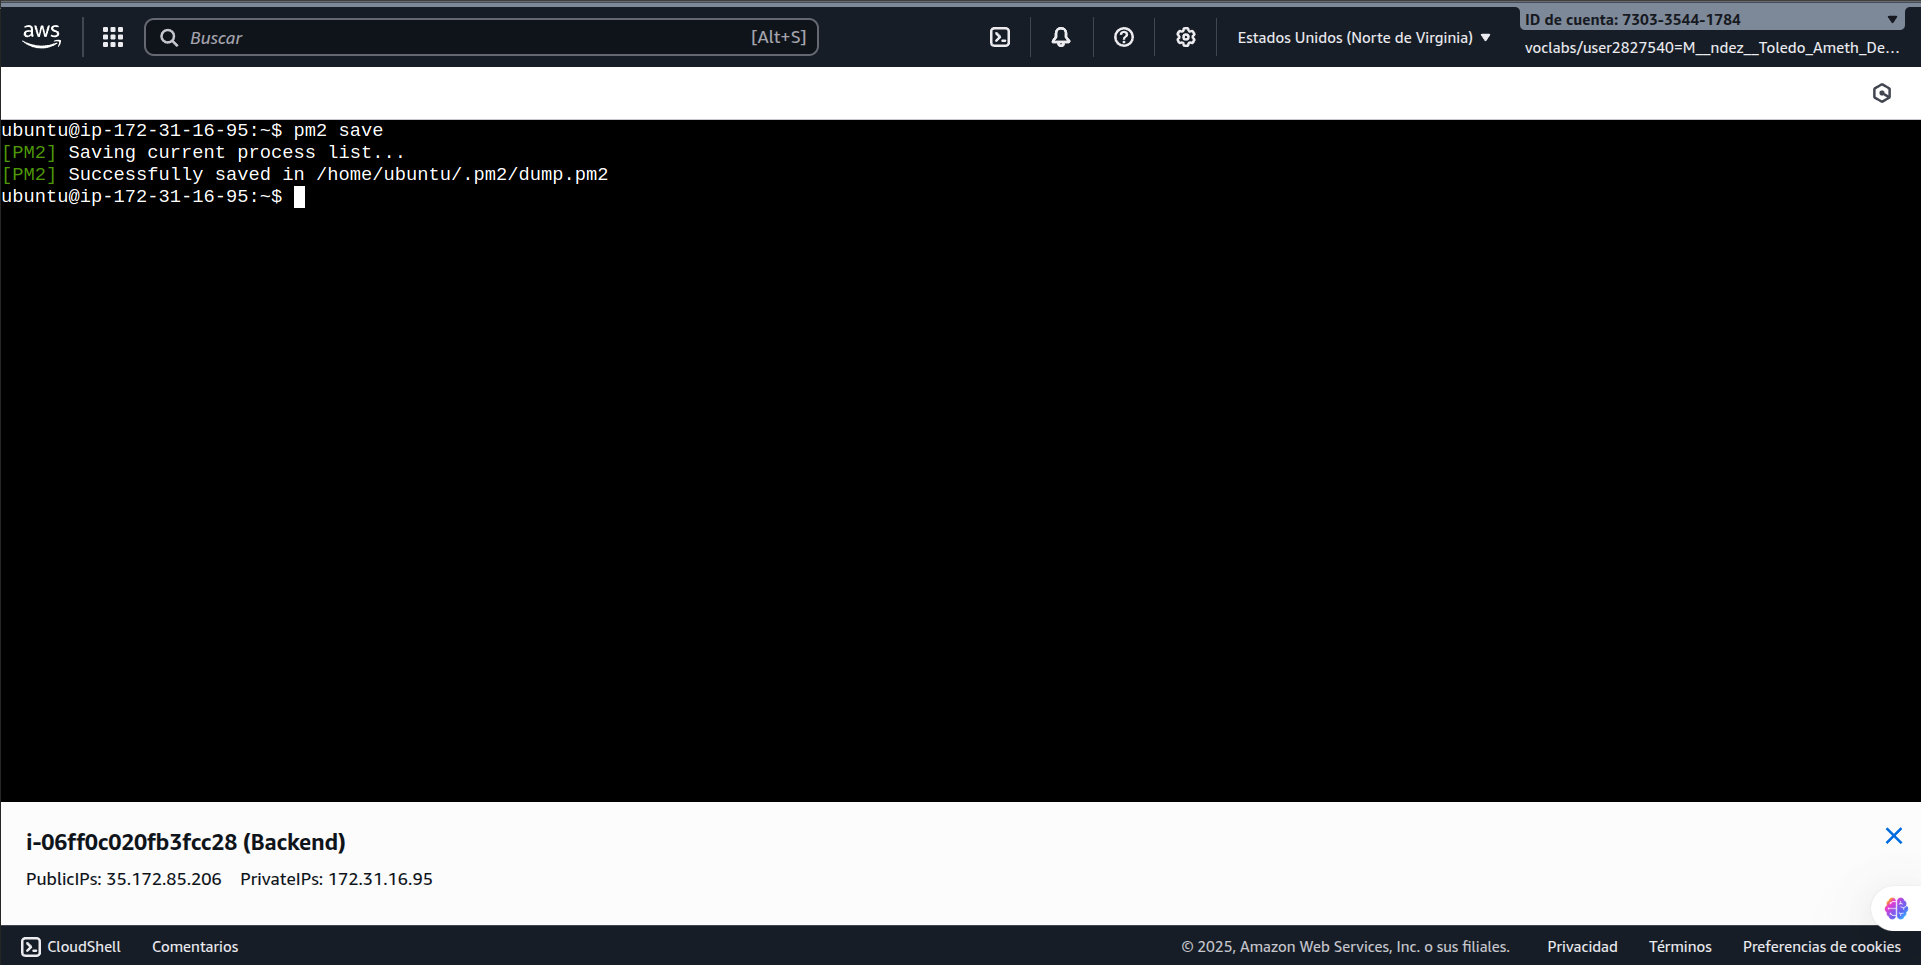 aws
Buscar
[Alt+S]
Estados Unidos (Norte de Virginia)
ID de cuenta: 7303-3544-1784
voclabs/user2827540=M__ndez__Toledo_Ameth_De...
ubuntu@ip-172-31-16-95:~$ pm2 save
[PM2] Saving current process list...
[PM2] Successfully saved in /home/ubuntu/.pm2/dump.pm2
ubuntu@ip-172-31-16-95:~$
i-06ff0c020fb3fcc28 (Backend)
PublicIPs: 35.172.85.206 PrivateIPs: 172.31.16.95
CloudShell Comentarios © 2025, Amazon Web Services, Inc. o sus filiales. Privacidad Términos Preferencias de cookies